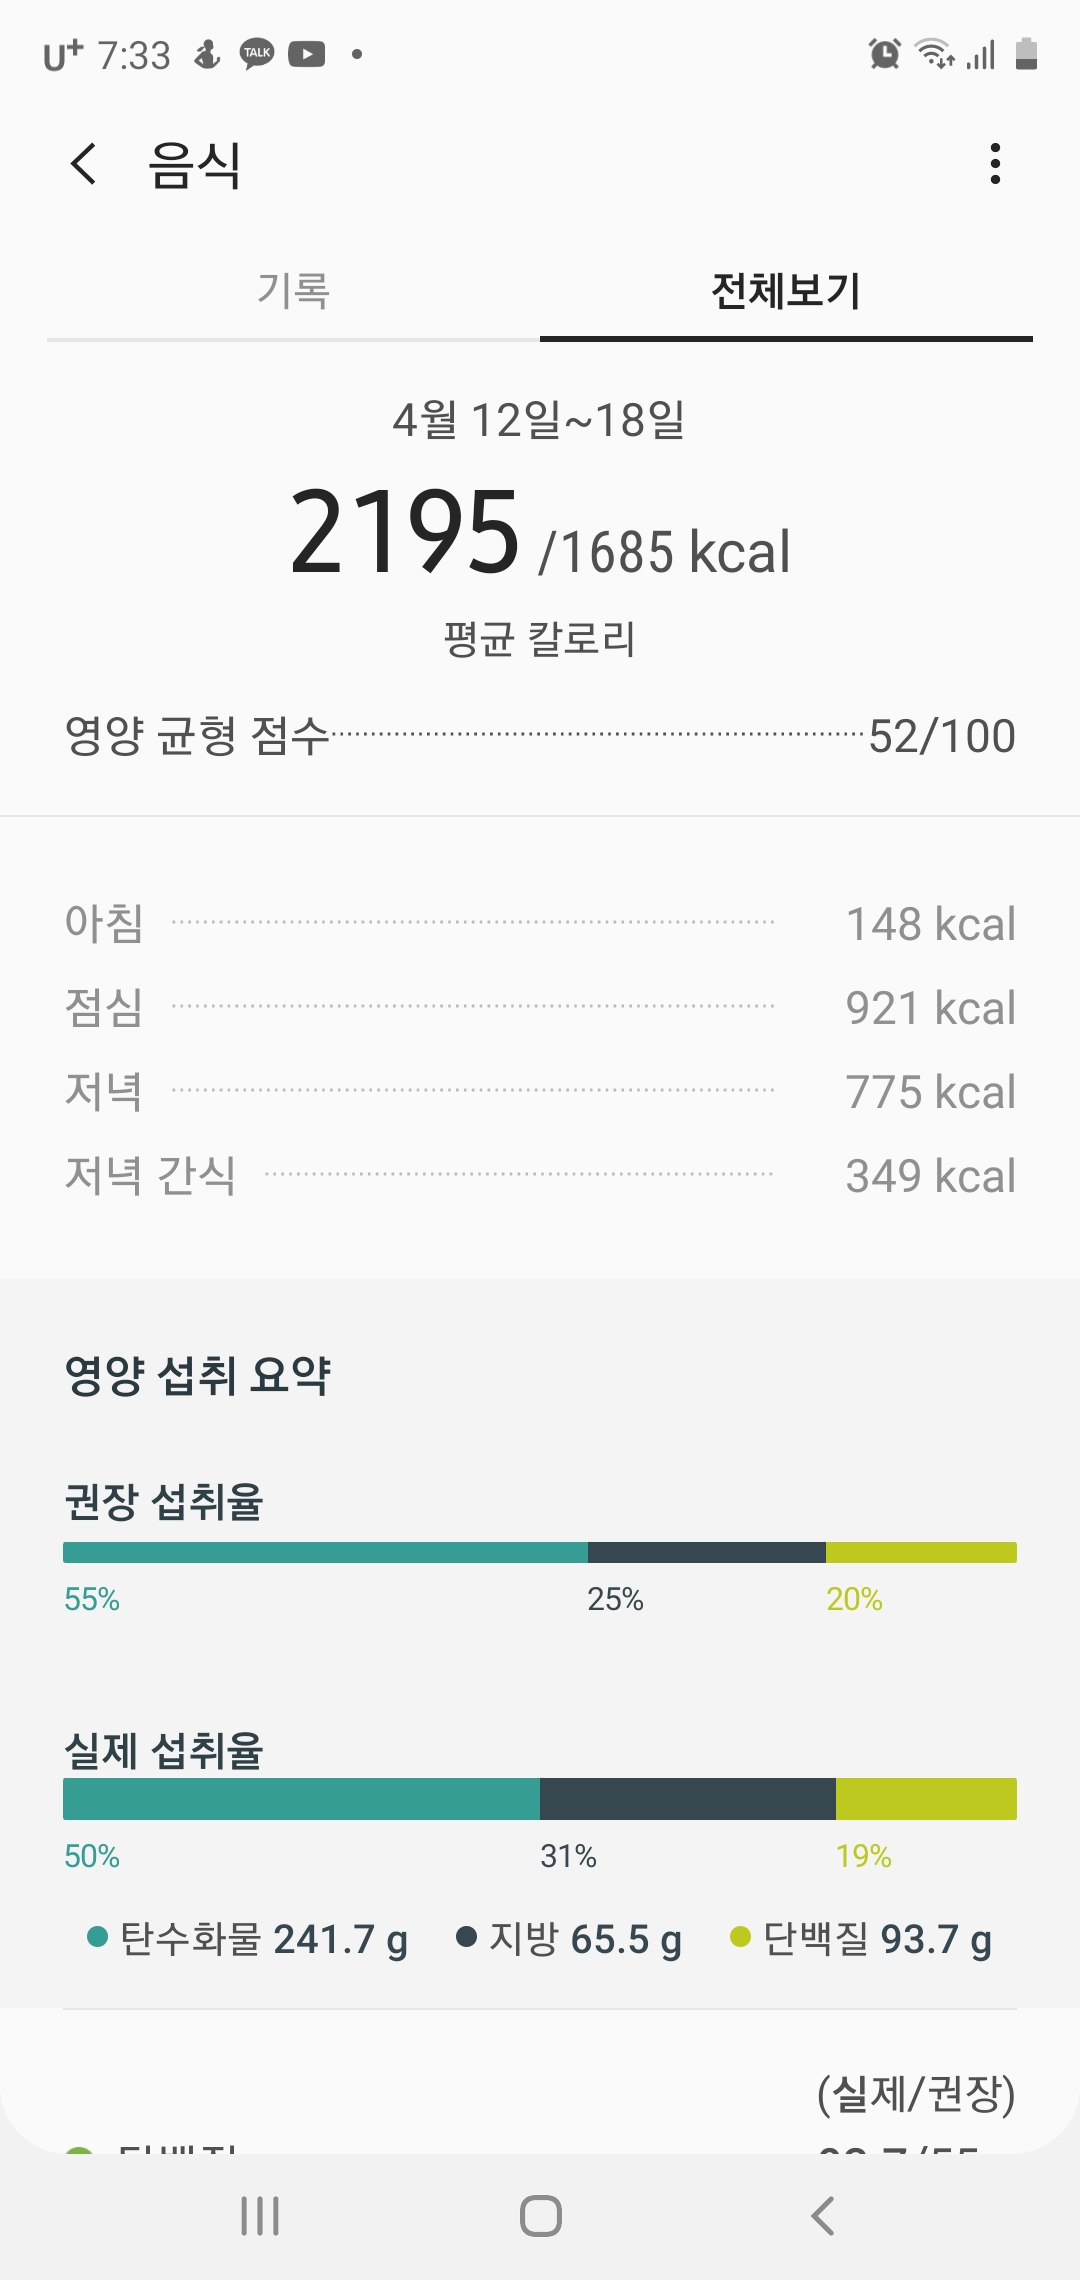 U+ 7:33 TALK
음식
기록 전체보기
4월 12일~18일
2195 /1685 kcal
평균 칼로리
영양 균형 점수 52/100
아침 148 kcal
점심 921 kcal
저녁 775 kcal
저녁 간식 349 kcal
영양 섭취 요약
권장 섭취율
55% 25% 20%
실제 섭취율
50% 31% 19%
탄수화물 241.7 g 지방 65.5 g 단백질 93.7 g
(실제/권장)